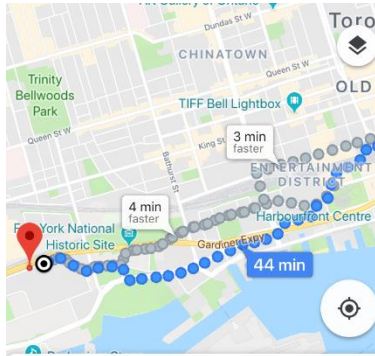 Dundas St W
Toro
CHINATOWN
Queen St W
Trinity
Bellwoods
Park
OLD
TIFF Bell Lightbox
Queen St W
Bathurst St
King St
3 min
faster
ENTERTAINMENT
DISTRICT
4 min
faster
Fort York National
Historic Site
Harbourfront Centre
Gardiner Expy
44 min